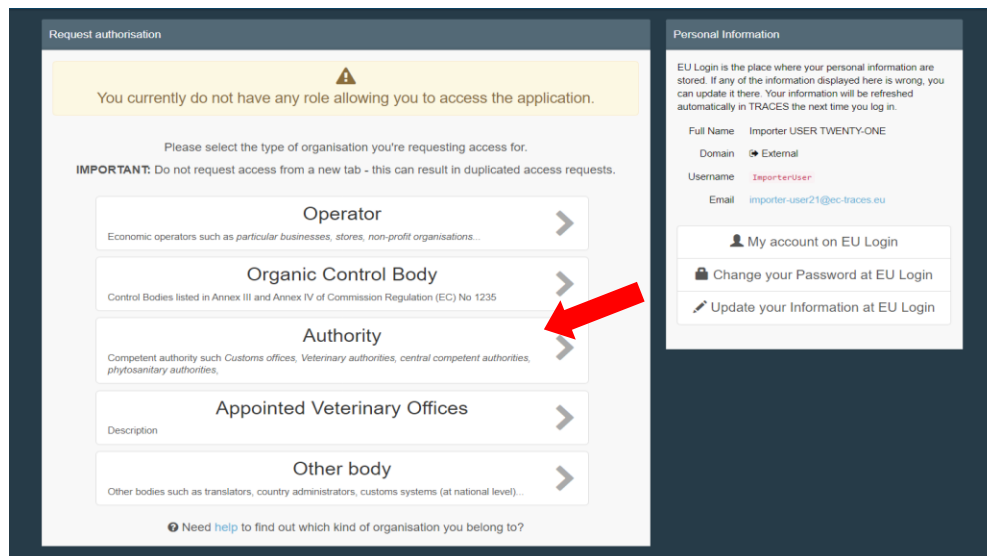 Request authorisation
You currently do not have any role allowing you to access the application.
Please select the type of organisation you're requesting access for.
IMPORTANT: Do not request access from a new tab - this can result in duplicated access requests.
Operator
Economic operators such as particular businesses, stores, non-profit organisations...
Organic Control Body
Control Bodies listed in Annex III and Annex IV of Commission Regulation (EC) No 1235
Authority
Competent authority such Customs offices, Veterinary authorities, central competent authorities,
phytosanitary authorities,
Appointed Veterinary Offices
Description
Other body
Other bodies such as translators, country administrators, customs systems (at national level)...
Need help to find out which kind of organisation you belong to?
Personal Information
EU Login is the place where your personal information are
stored. If any of the information displayed here is wrong, you
can update it there. Your information will be refreshed
automatically in TRACES the next time you log in.
Full Name Importer USER TWENTY-ONE
Domain External
Username ImporterUser
Email importer-user21@ec-traces.eu
My account on EU Login
Change your Password at EU Login
Update your Information at EU Login